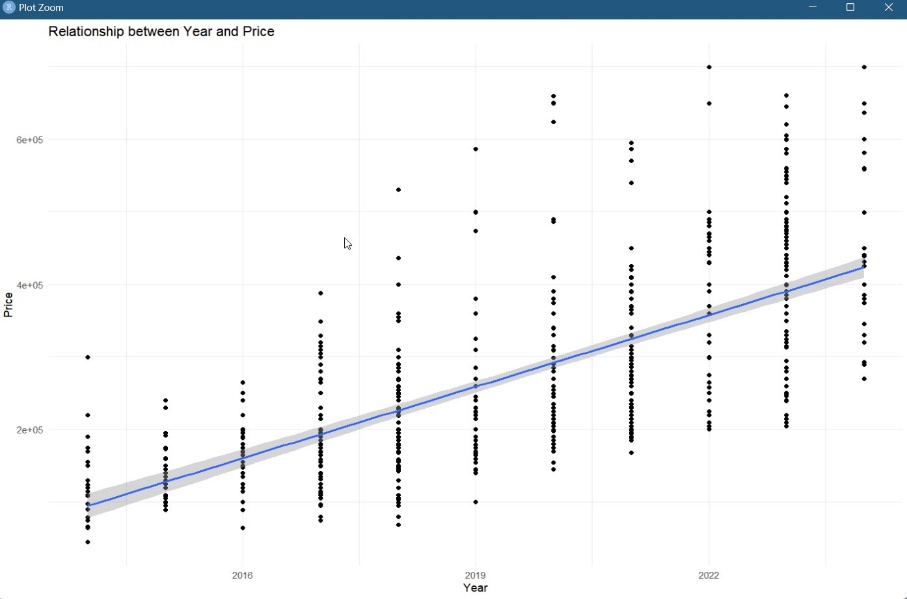 Plot Zoom
Relationship between Year and Price
6e+05
4e+05
2e+05
Price
2016
2019
2022
Year